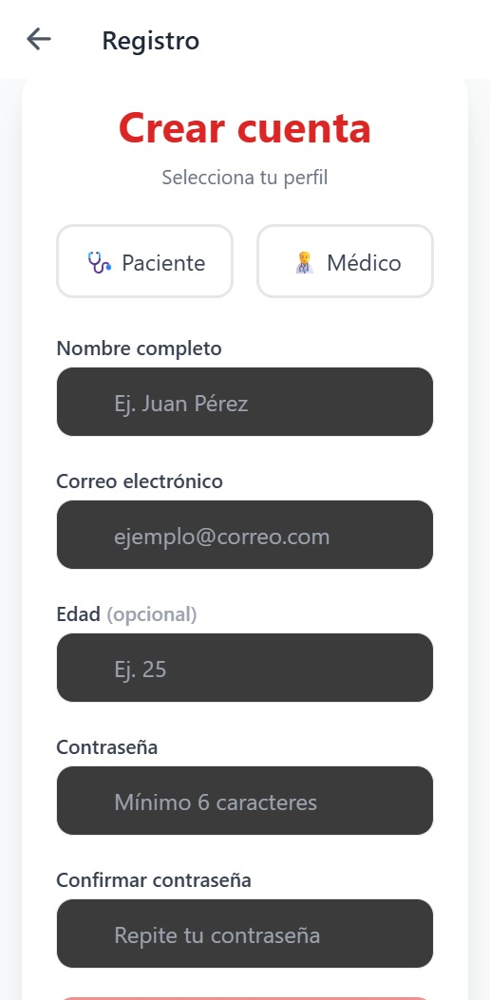 Registro
Crear cuenta
Selecciona tu perfil
Paciente
Médico
Nombre completo
Ej. Juan Pérez
Correo electrónico
ejemplo@correo.com
Edad (opcional)
Ej. 25
Contraseña
Mínimo 6 caracteres
Confirmar contraseña
Repite tu contraseña